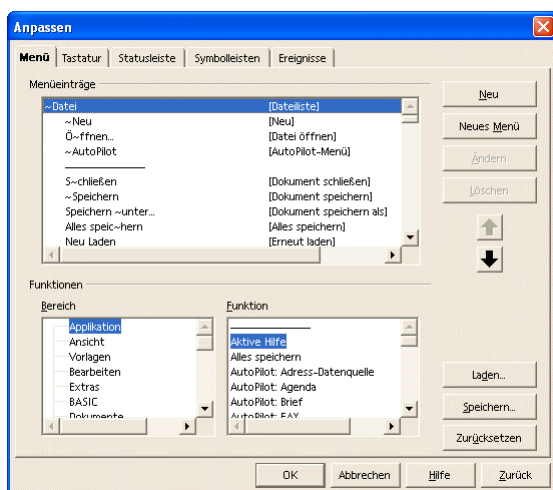 Anpassen
Menü Tastatur Statusleiste Symbolleisten Ereignisse
Menüeinträge
~Datei [Dateiliste]
~Neu [Neu]
Ö~ffnen... [Datei öffnen]
~AutoPilot [AutoPilot-Menü]
S~chließen [Dokument schließen]
~Speichern [Dokument speichern]
Speichern ~unter... [Dokument speichern als]
Alles speic~hern [Alles speichern]
Neu Laden [Erneut laden]
Neu
Neues Menü
Ändern
Löschen
Funktionen
Bereich
Applikation
Ansicht
Vorlagen
Bearbeiten
Extras
BASIC
Dokumente
Funktion
Aktive Hilfe
Alles speichern
AutoPilot: Adress-Datenquelle
AutoPilot: Agenda
AutoPilot: Brief
AutoPilot: FAX
Laden...
Speichern...
Zurücksetzen
OK Abbrechen Hilfe Zurück